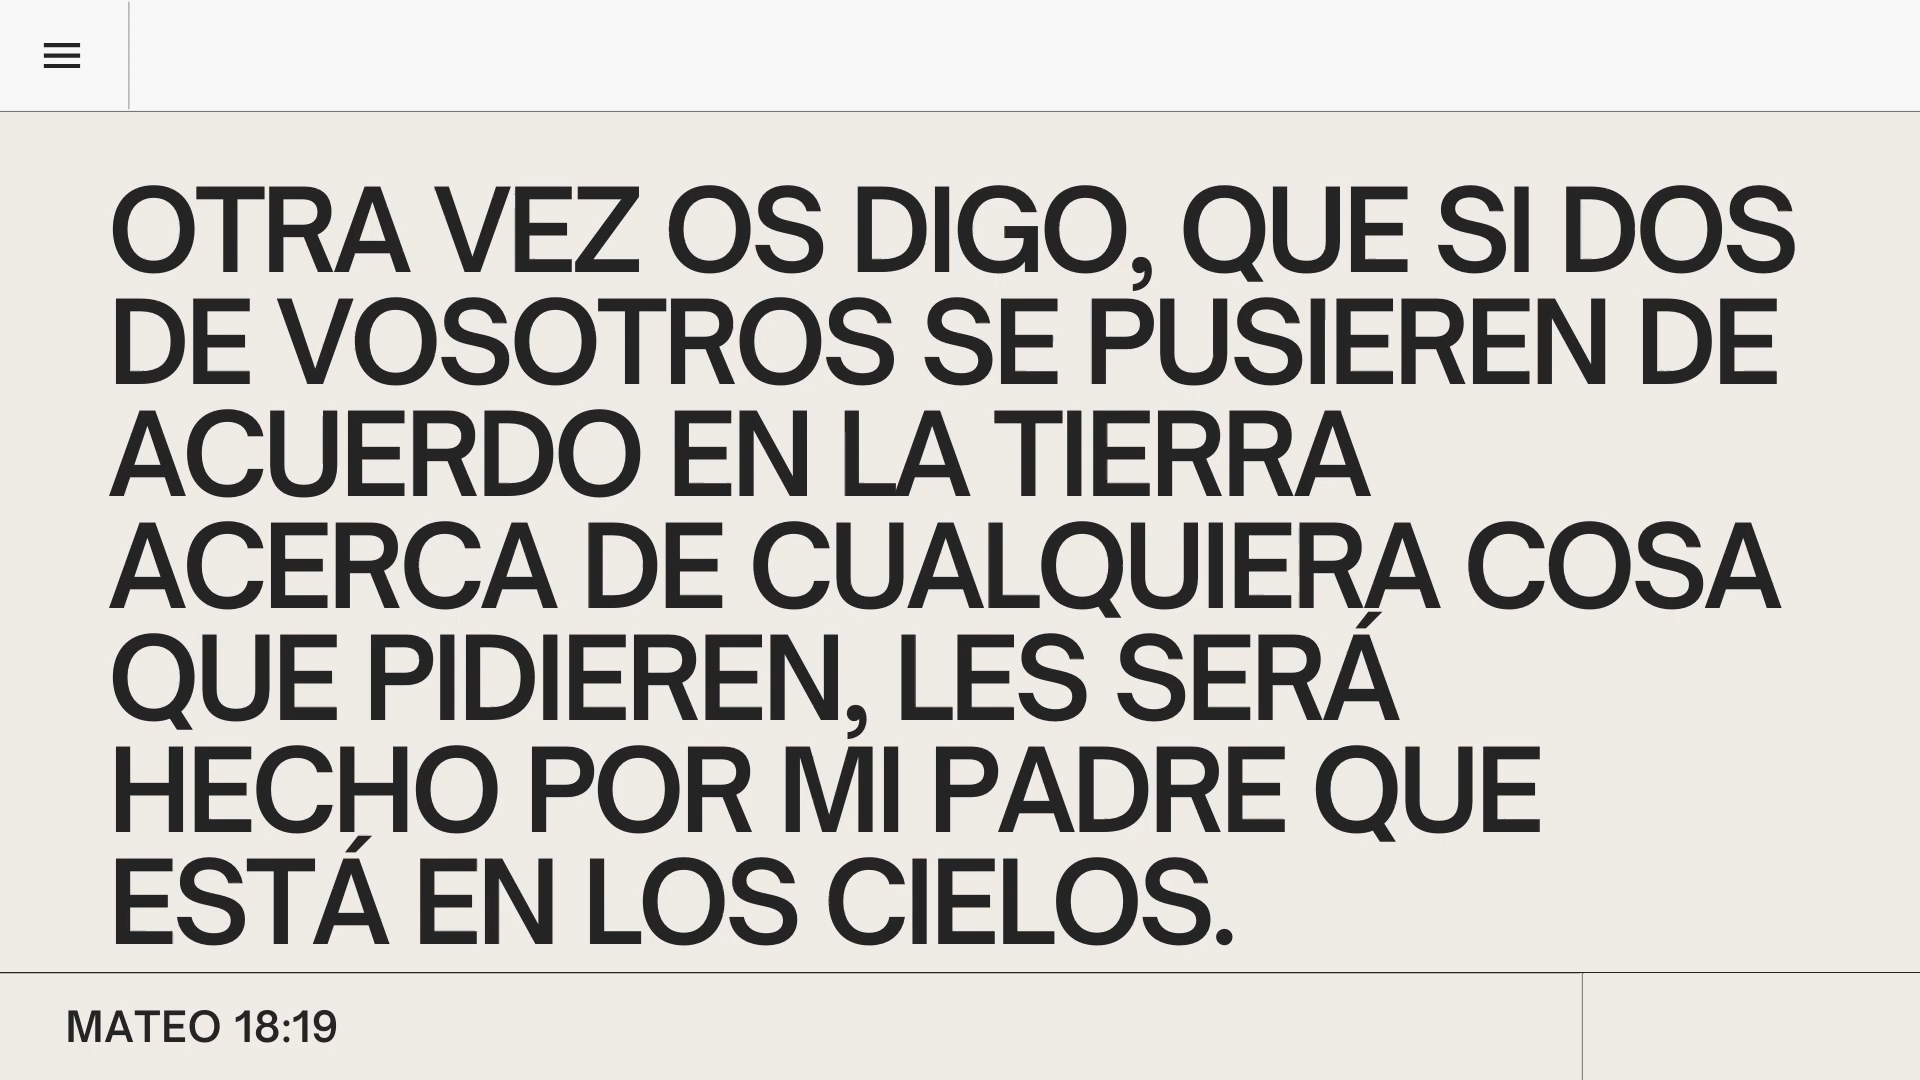 OTRA VEZ OS DIGO, QUE SI DOS
DE VOSOTROS SE PUSIEREN DE
ACUERDO EN LA TIERRA
ACERCA DE CUALQUIERA COSA
QUE PIDIEREN, LES SERÁ
HECHO POR MI PADRE QUE
ESTÁ EN LOS CIELOS.
MATEO 18:19